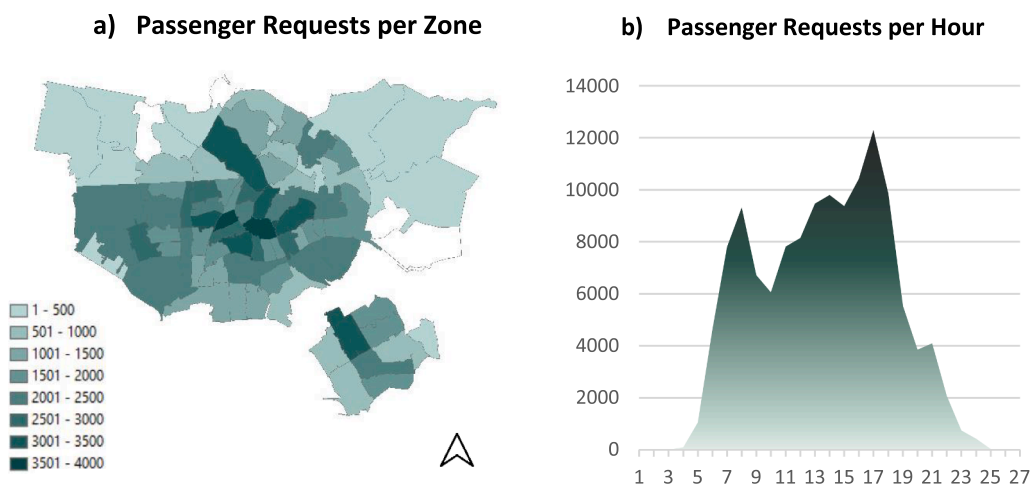 a) Passenger Requests per Zone
1 - 500
501 - 1000
1001 - 1500
1501 - 2000
2001 - 2500
2501 - 3000
3001 - 3500
3501 - 4000
b) Passenger Requests per Hour
14000
12000
10000
8000
6000
4000
2000
0
1 3 5 7 9 11 13 15 17 19 21 23 25 27